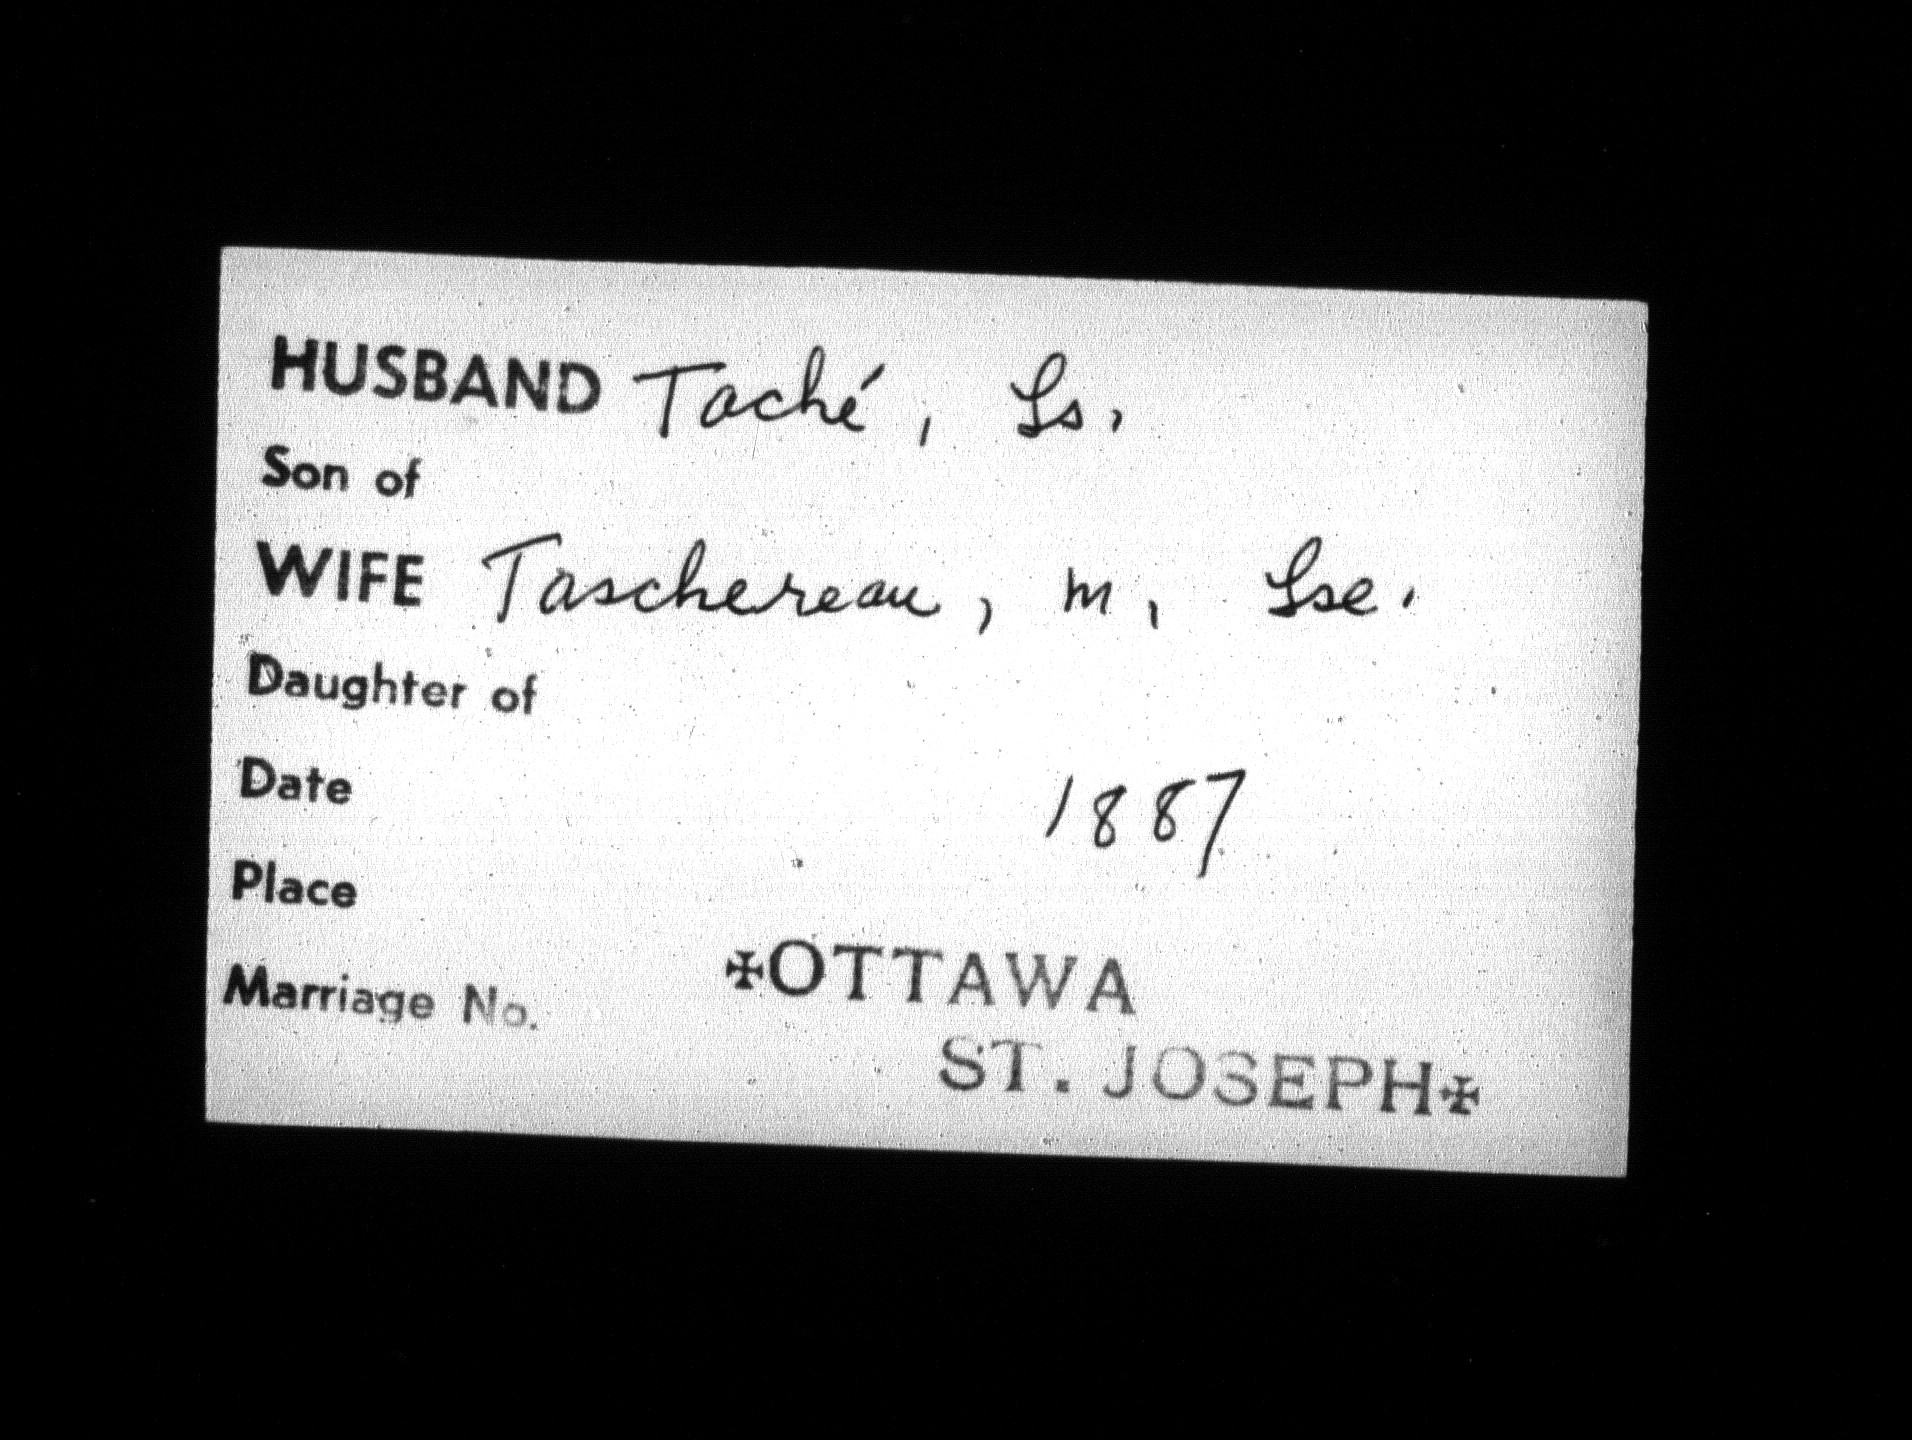 HUSBAND Taché, Ls.
Son of
WIFE Taschereau, M, Lse.
Daughter of
Date 1887
Place
✠OTTAWA
Marriage No.
ST. JOSEPH✠